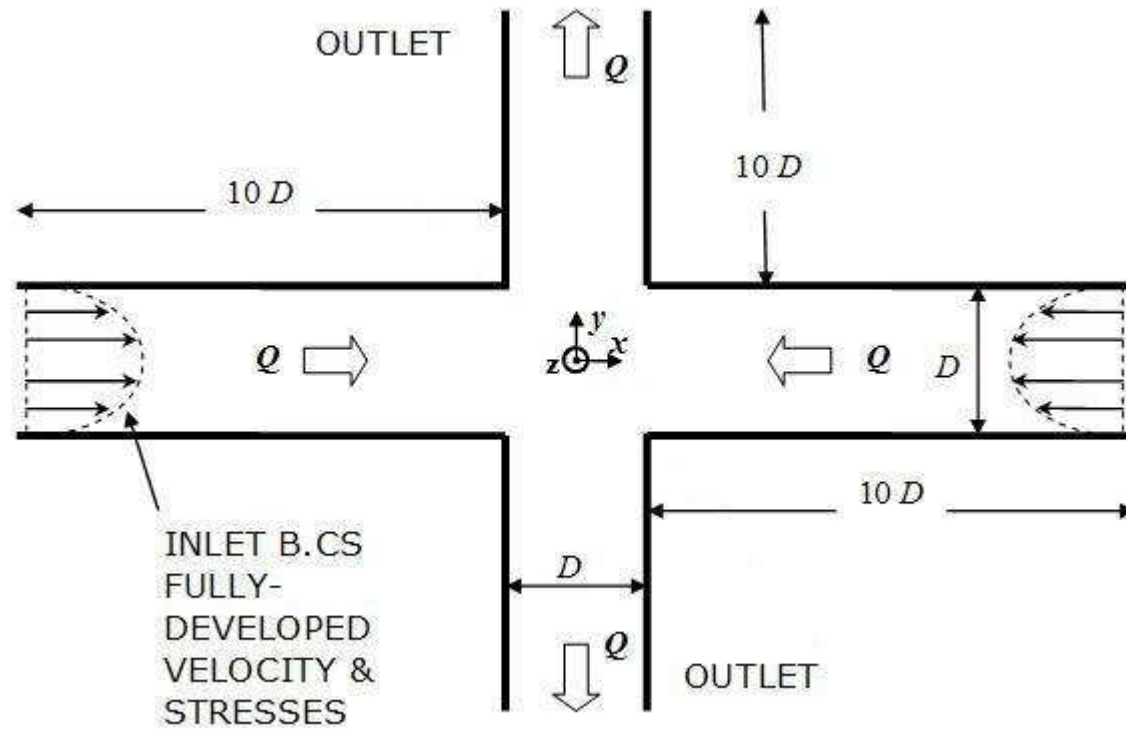 OUTLET
Q
10 D
10 D
Q
y
z
x
Q
D
10 D
INLET B.CS
FULLY-
DEVELOPED
VELOCITY &
STRESSES
D
Q
OUTLET